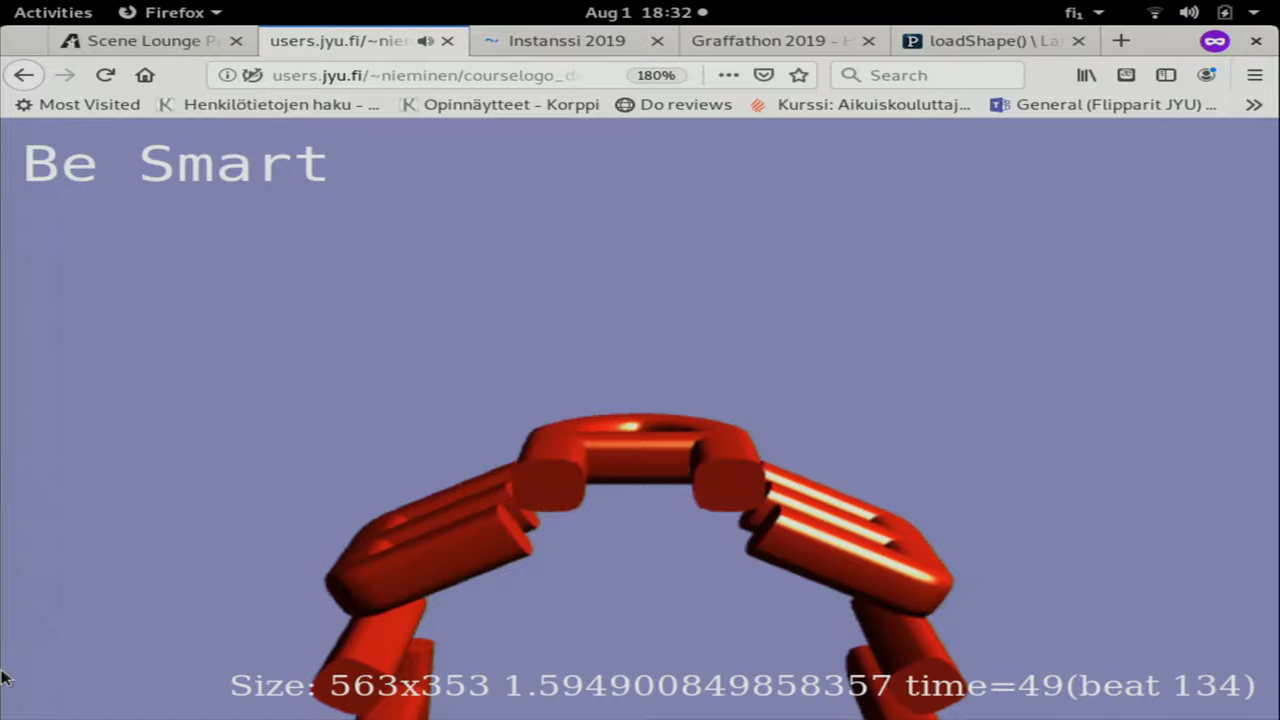 Activities Firefox Aug 1 18:32 fi₁
Scene Lounge P users.jyu.fi/~nien Instanssi 2019 Graffathon 2019 - H loadShape() \ La
users.jyu.fi/~nieminen/courselogo_d 180% Search
Most Visited Henkilötietojen haku - ... Opinnäytteet - Korppi Do reviews Kurssi: Aikuiskouluttaj... General (Flipparit JYU) ...
Be Smart
Size: 563x353 1.594900849858357 time=49(beat 134)